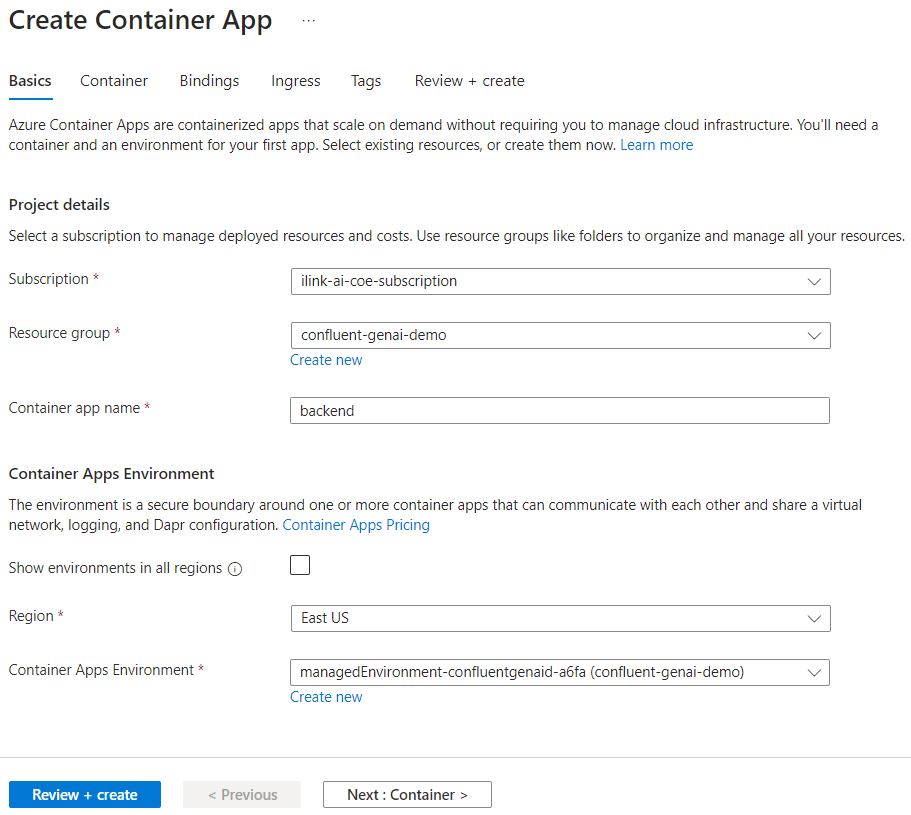 Create Container App ...
Basics Container Bindings Ingress Tags Review + create
Azure Container Apps are containerized apps that scale on demand without requiring you to manage cloud infrastructure. You'll need a
container and an environment for your first app. Select existing resources, or create them now. Learn more
Project details
Select a subscription to manage deployed resources and costs. Use resource groups like folders to organize and manage all your resources.
Subscription * ilink-ai-coe-subscription
Resource group * confluent-genai-demo
Create new
Container app name * backend
Container Apps Environment
The environment is a secure boundary around one or more container apps that can communicate with each other and share a virtual
network, logging, and Dapr configuration. Container Apps Pricing
Show environments in all regions
Region * East US
Container Apps Environment * managedEnvironment-confluentgenaid-a6fa (confluent-genai-demo)
Create new
Review + create < Previous Next : Container >